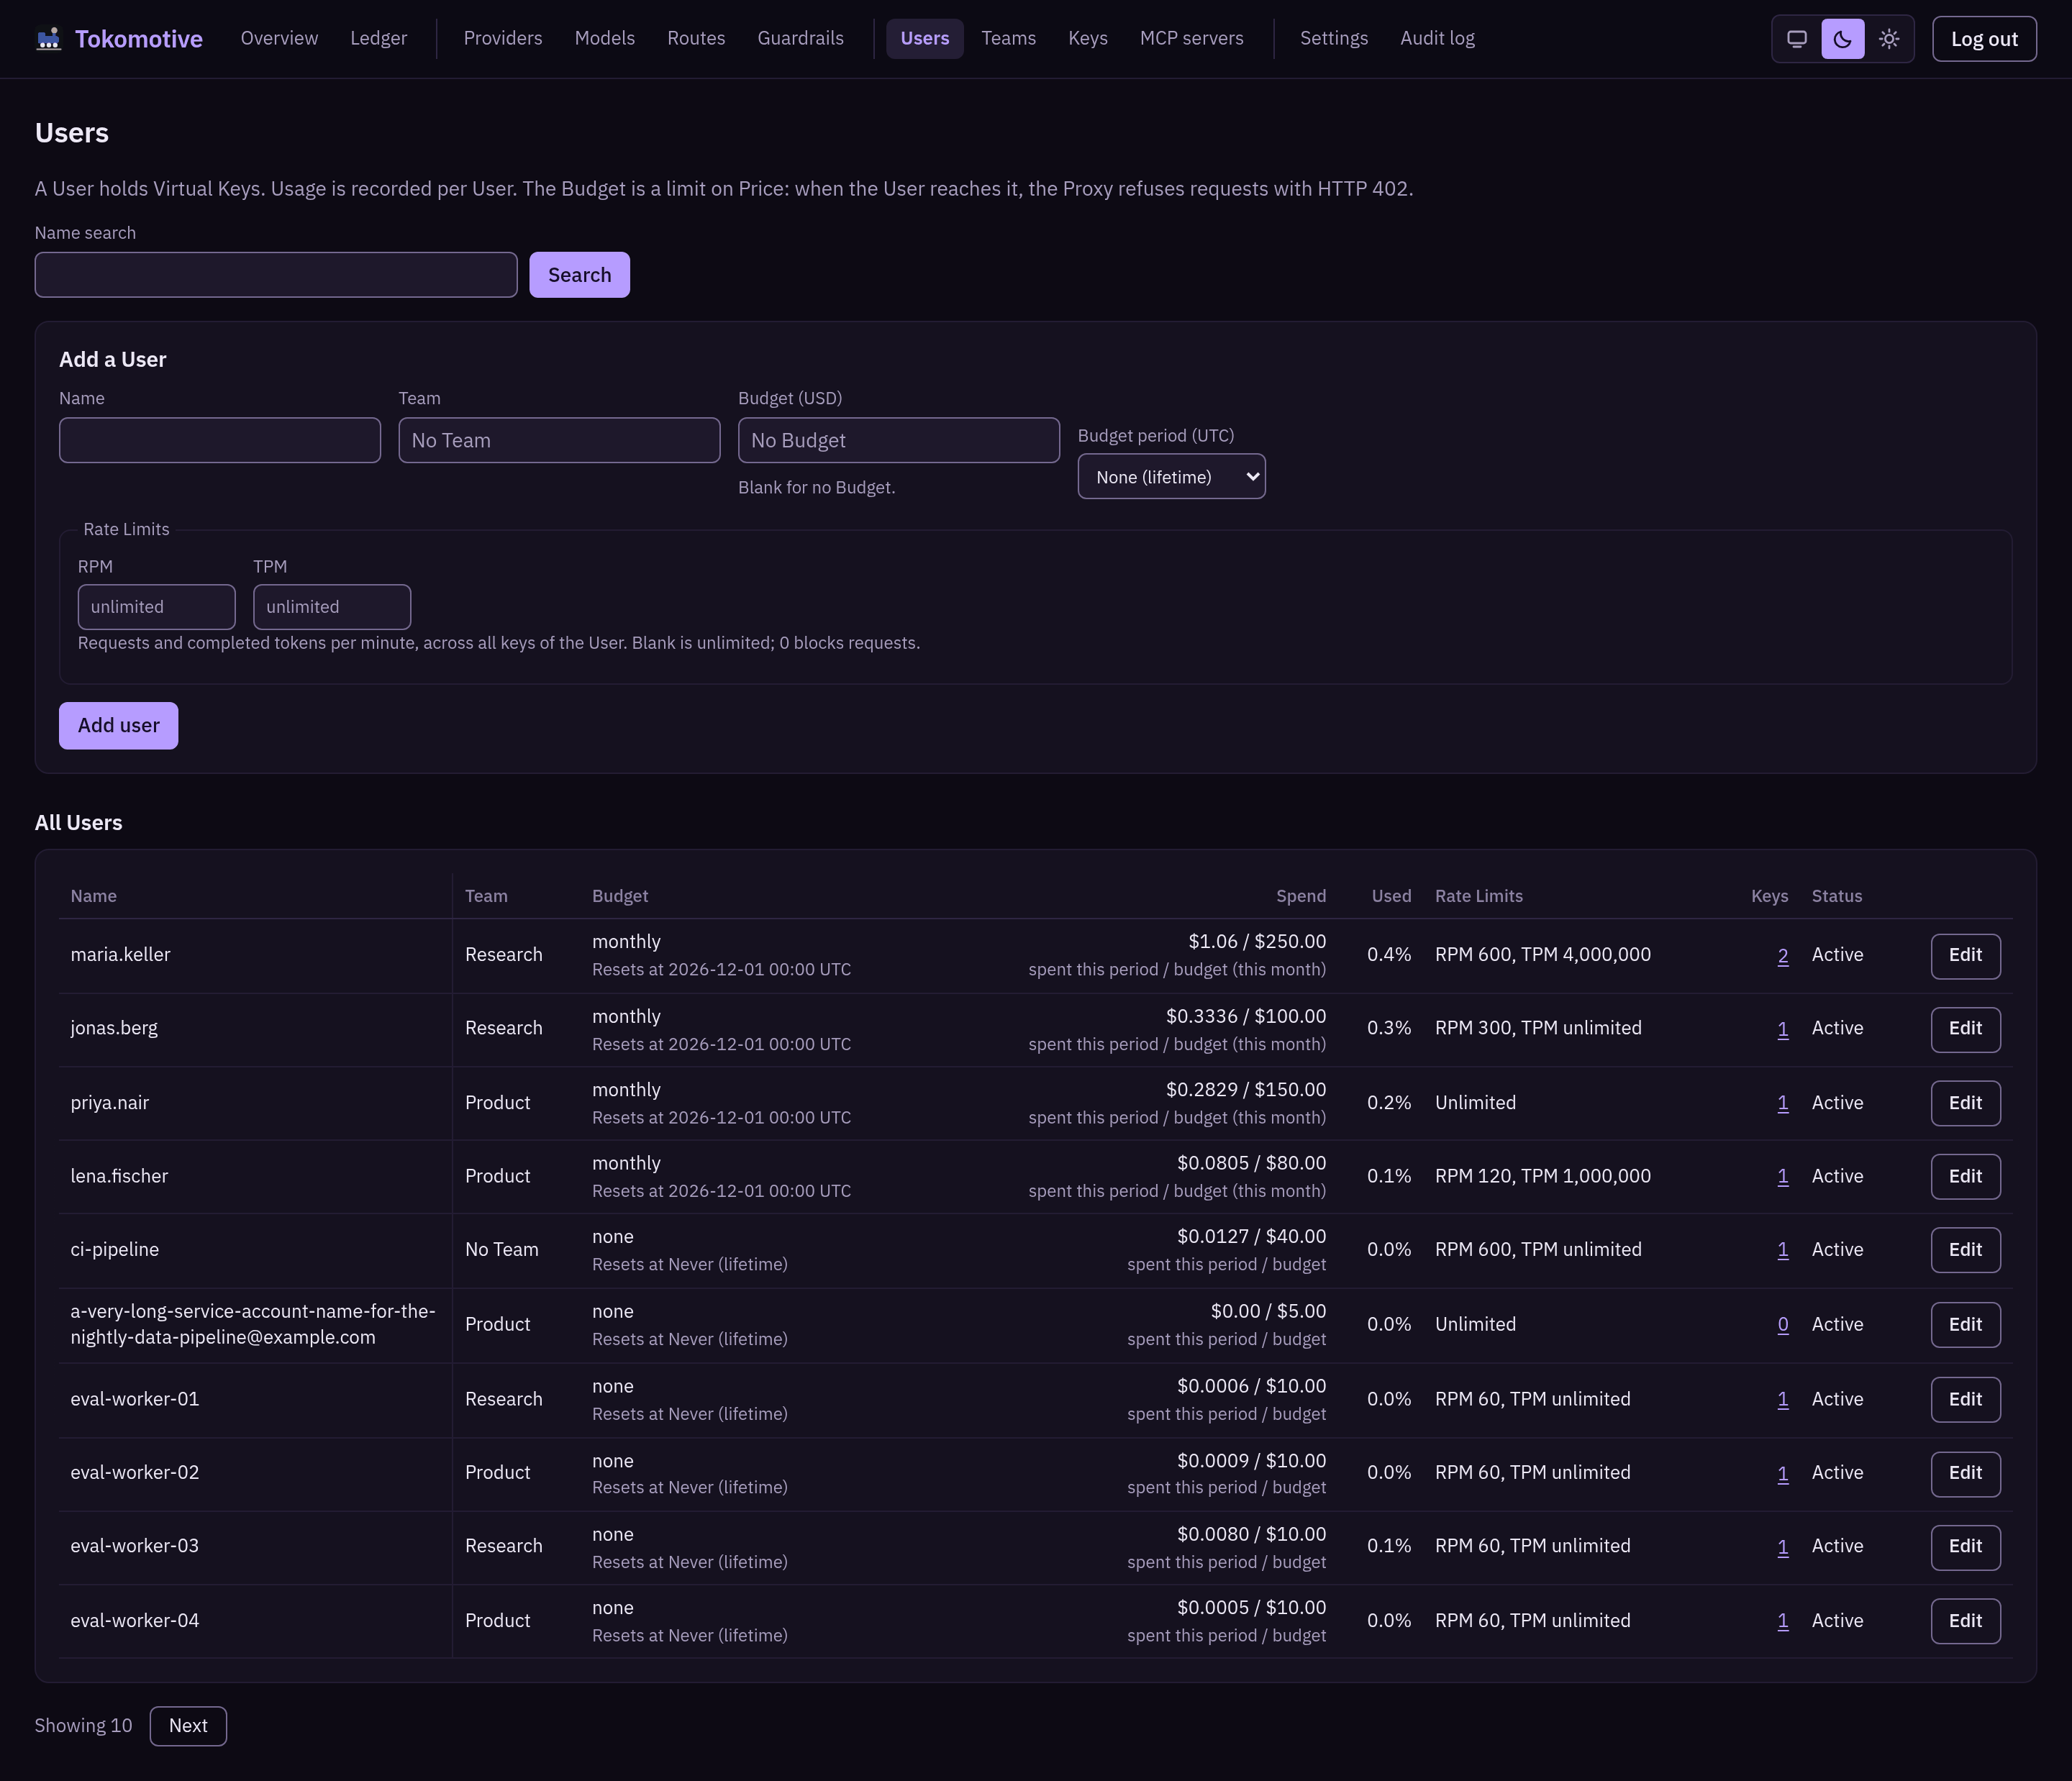 Tokomotive Overview Ledger Providers Models Routes Guardrails Users Teams Keys MCP servers Settings Audit log Log out
Users
A User holds Virtual Keys. Usage is recorded per User. The Budget is a limit on Price: when the User reaches it, the Proxy refuses requests with HTTP 402.
Name search
Search
Add a User
Name Team Budget (USD) Budget period (UTC)
No Team No Budget None (lifetime)
Blank for no Budget.
Rate Limits
RPM TPM
unlimited unlimited
Requests and completed tokens per minute, across all keys of the User. Blank is unlimited; 0 blocks requests.
Add user
All Users
Name Team Budget Spend Used Rate Limits Keys Status
maria.keller Research monthly $1.06 / $250.00 0.4% RPM 600, TPM 4,000,000 2 Active Edit
Resets at 2026-12-01 00:00 UTC spent this period / budget (this month)
jonas.berg Research monthly $0.3336 / $100.00 0.3% RPM 300, TPM unlimited 1 Active Edit
Resets at 2026-12-01 00:00 UTC spent this period / budget (this month)
priya.nair Product monthly $0.2829 / $150.00 0.2% Unlimited 1 Active Edit
Resets at 2026-12-01 00:00 UTC spent this period / budget (this month)
lena.fischer Product monthly $0.0805 / $80.00 0.1% RPM 120, TPM 1,000,000 1 Active Edit
Resets at 2026-12-01 00:00 UTC spent this period / budget (this month)
ci-pipeline No Team none $0.0127 / $40.00 0.0% RPM 600, TPM unlimited 1 Active Edit
Resets at Never (lifetime) spent this period / budget
a-very-long-service-account-name-for-the- Product none $0.00 / $5.00 0.0% Unlimited 0 Active Edit
nightly-data-pipeline@example.com Resets at Never (lifetime) spent this period / budget
eval-worker-01 Research none $0.0006 / $10.00 0.0% RPM 60, TPM unlimited 1 Active Edit
Resets at Never (lifetime) spent this period / budget
eval-worker-02 Product none $0.0009 / $10.00 0.0% RPM 60, TPM unlimited 1 Active Edit
Resets at Never (lifetime) spent this period / budget
eval-worker-03 Research none $0.0080 / $10.00 0.1% RPM 60, TPM unlimited 1 Active Edit
Resets at Never (lifetime) spent this period / budget
eval-worker-04 Product none $0.0005 / $10.00 0.0% RPM 60, TPM unlimited 1 Active Edit
Resets at Never (lifetime) spent this period / budget
Showing 10 Next